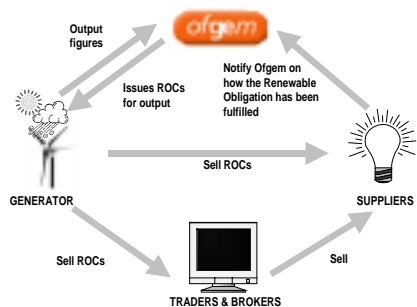 ofgem
Output
figures
Issues ROCs
for output
Notify Ofgem on
how the Renewable
Obligation has been
fulfilled
Sell ROCs
GENERATOR
SUPPLIERS
Sell ROCs
Sell
TRADERS & BROKERS